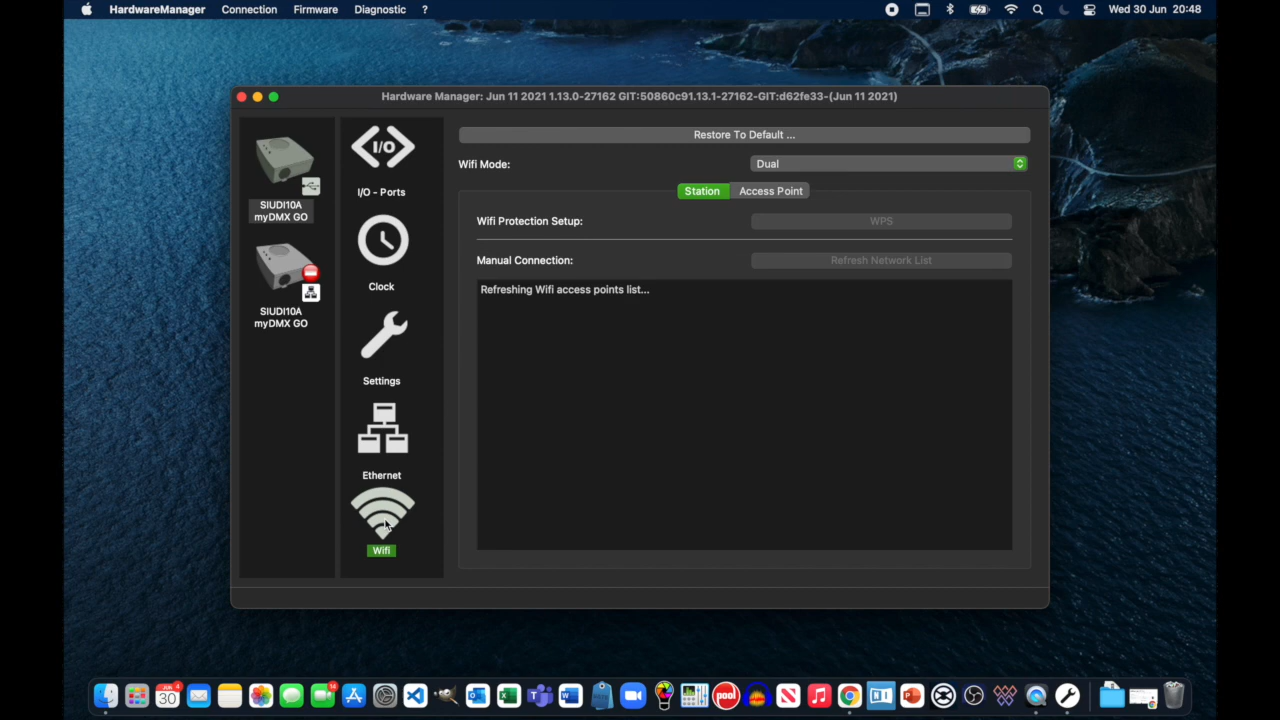 HardwareManager Connection Firmware Diagnostic ? Wed 30 Jun 20:48
Hardware Manager: Jun 11 2021 1.13.0-27162 GIT:50860c91.13.1-27162-GIT:d62fe33-(Jun 11 2021)
SIUDI10A
myDMX GO
SIUDI10A
myDMX GO
I/O
I/O - Ports
Clock
Settings
Ethernet
Wifi
Restore To Default ...
Wifi Mode: Dual
Station Access Point
Wifi Protection Setup: WPS
Manual Connection: Refresh Network List
Refreshing Wifi access points list...
JUN
30
pool